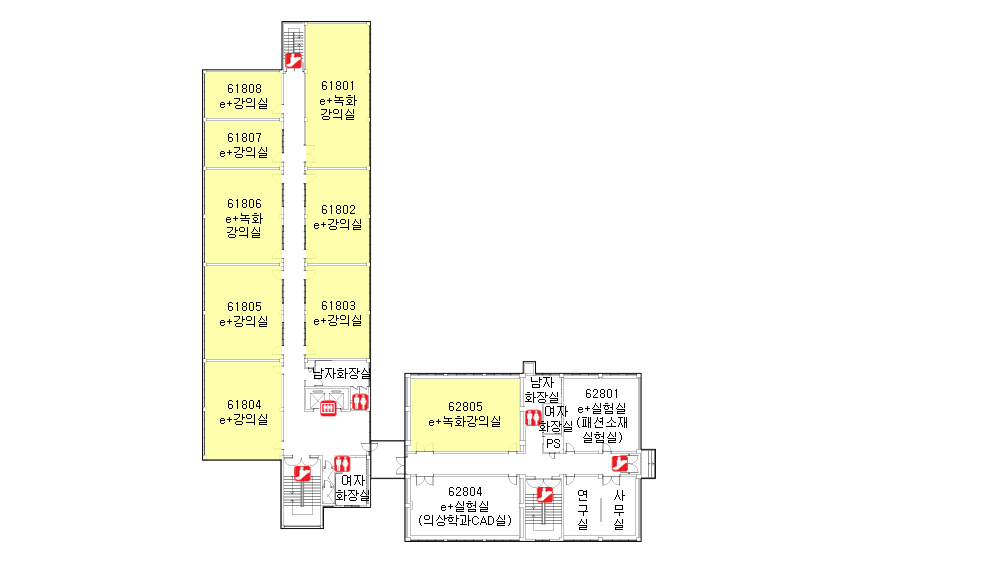 61808
e+강의실
61801
e+녹화
강의실
61807
e+강의실
61806
e+녹화
강의실
61802
e+강의실
61805
e+강의실
61803
e+강의실
남자화장실
61804
e+강의실
여자
화장실
62805
e+녹화강의실
남자
화장실
여자
화장실
PS
62801
e+실험실
(패션소재
실험실)
62804
e+실험실
(의상학과CAD실)
연
구
실
사
무
실